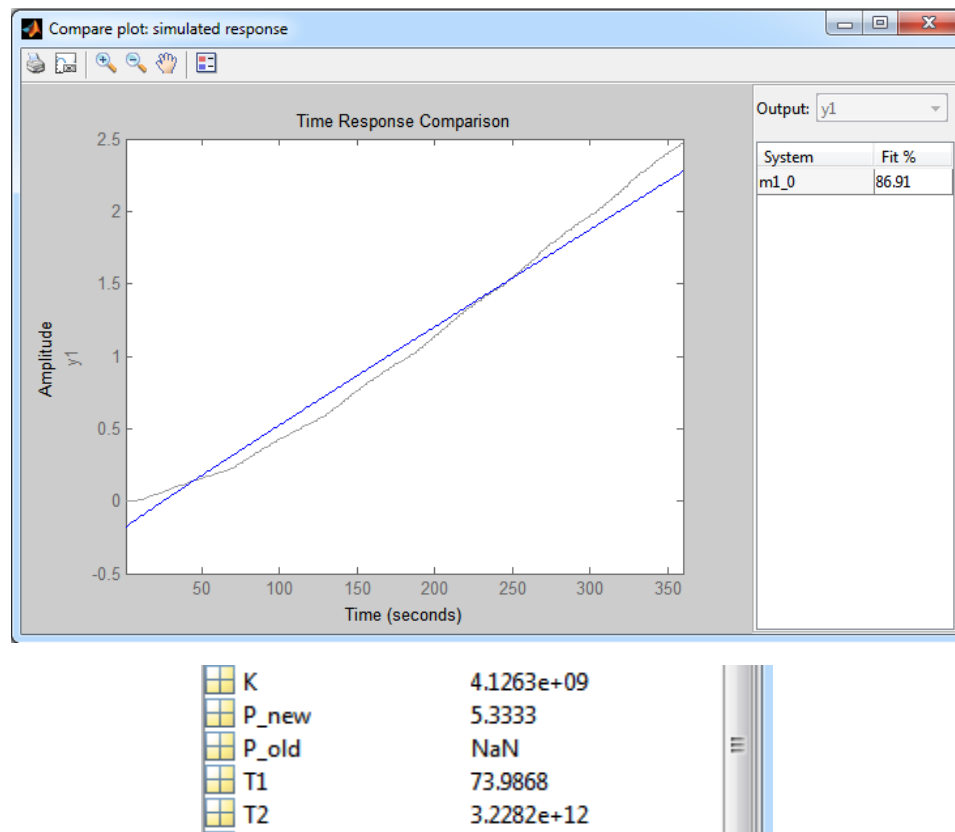 Compare plot: simulated response
Output: y1
System Fit %
m1_0 86.91
Time Response Comparison
2.5
2
1.5
1
0.5
0
-0.5
Amplitude
y1
50 100 150 200 250 300 350
Time (seconds)
K 4.1263e+09
P_new 5.3333
P_old NaN
T1 73.9868
T2 3.2282e+12